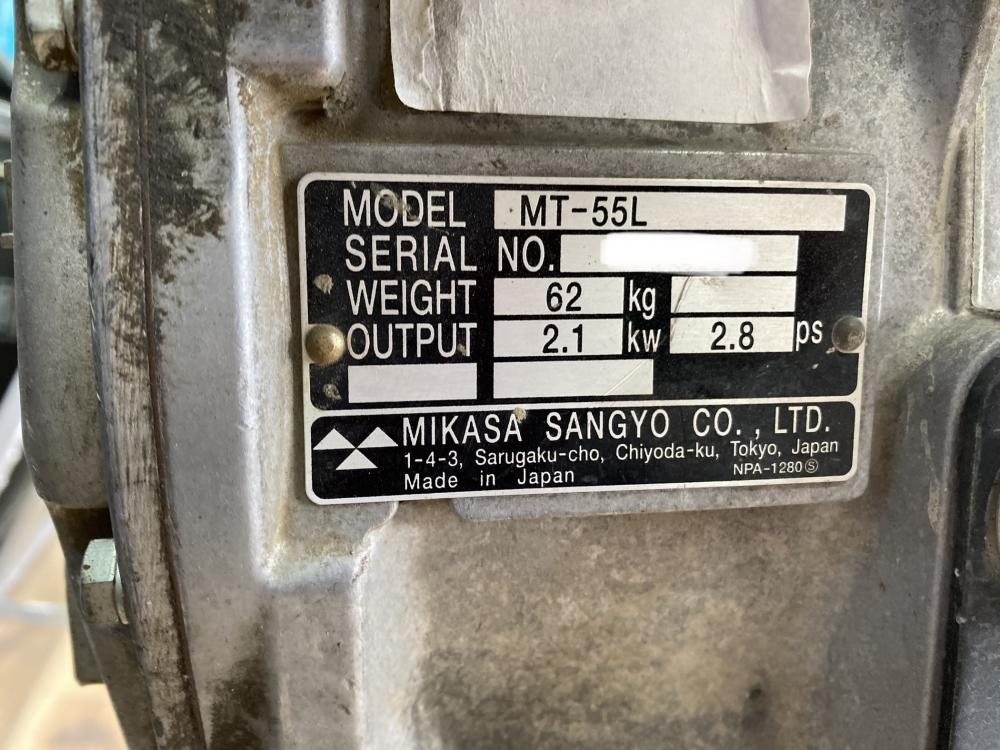 MODEL MT-55L
SERIAL NO.
WEIGHT 62 kg
OUTPUT 2.1 kw 2.8 ps
MIKASA SANGYO CO., LTD.
1-4-3, Sarugaku-cho, Chiyoda-ku, Tokyo, Japan
Made in Japan NPA-1280Ⓢ